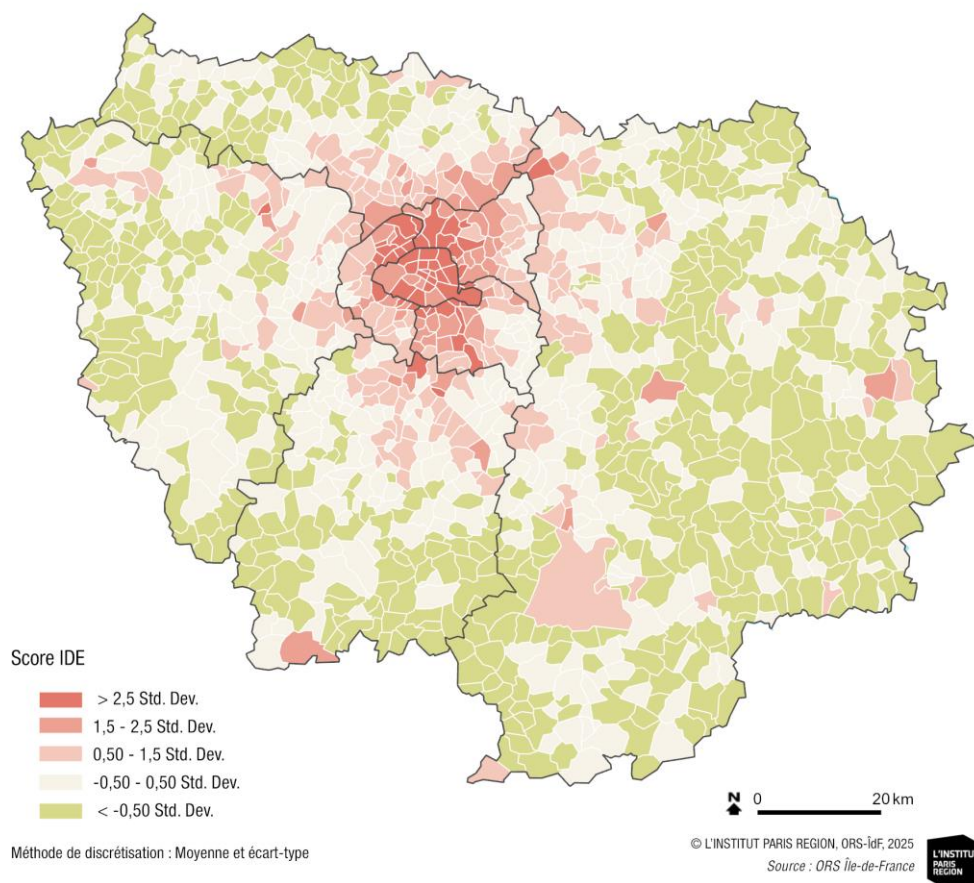 Score IDE
> 2,5 Std. Dev.
1,5 - 2,5 Std. Dev.
0,50 - 1,5 Std. Dev.
-0,50 - 0,50 Std. Dev.
< -0,50 Std. Dev.
N 0 20 km
Méthode de discrétisation : Moyenne et écart-type
© L'INSTITUT PARIS REGION, ORS-ÎdF, 2025
Source : ORS Île-de-France
L'INSTITUT
PARIS
REGION